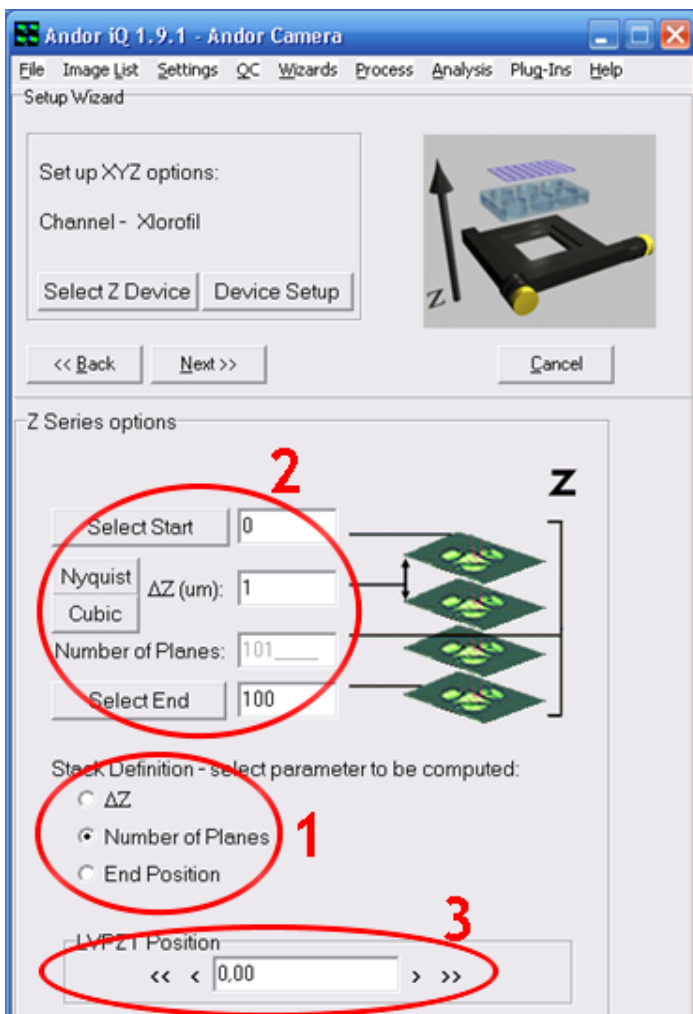 Andor iQ 1.9.1 - Andor Camera
File Image List Settings QC Wizards Process Analysis Plug-Ins Help
Setup Wizard
Set up XYZ options:
Channel - Xlorofil
Select Z Device Device Setup
Z
<< Back Next >> Cancel
Z Series options
2
Z
Select Start 0
Nyquist
ΔZ (um): 1
Cubic
Number of Planes: 101____
Select End 100
Stack Definition - select parameter to be computed:
ΔZ
Number of Planes
1
End Position
3
LVPZT Position
<< < 0,00 > >>